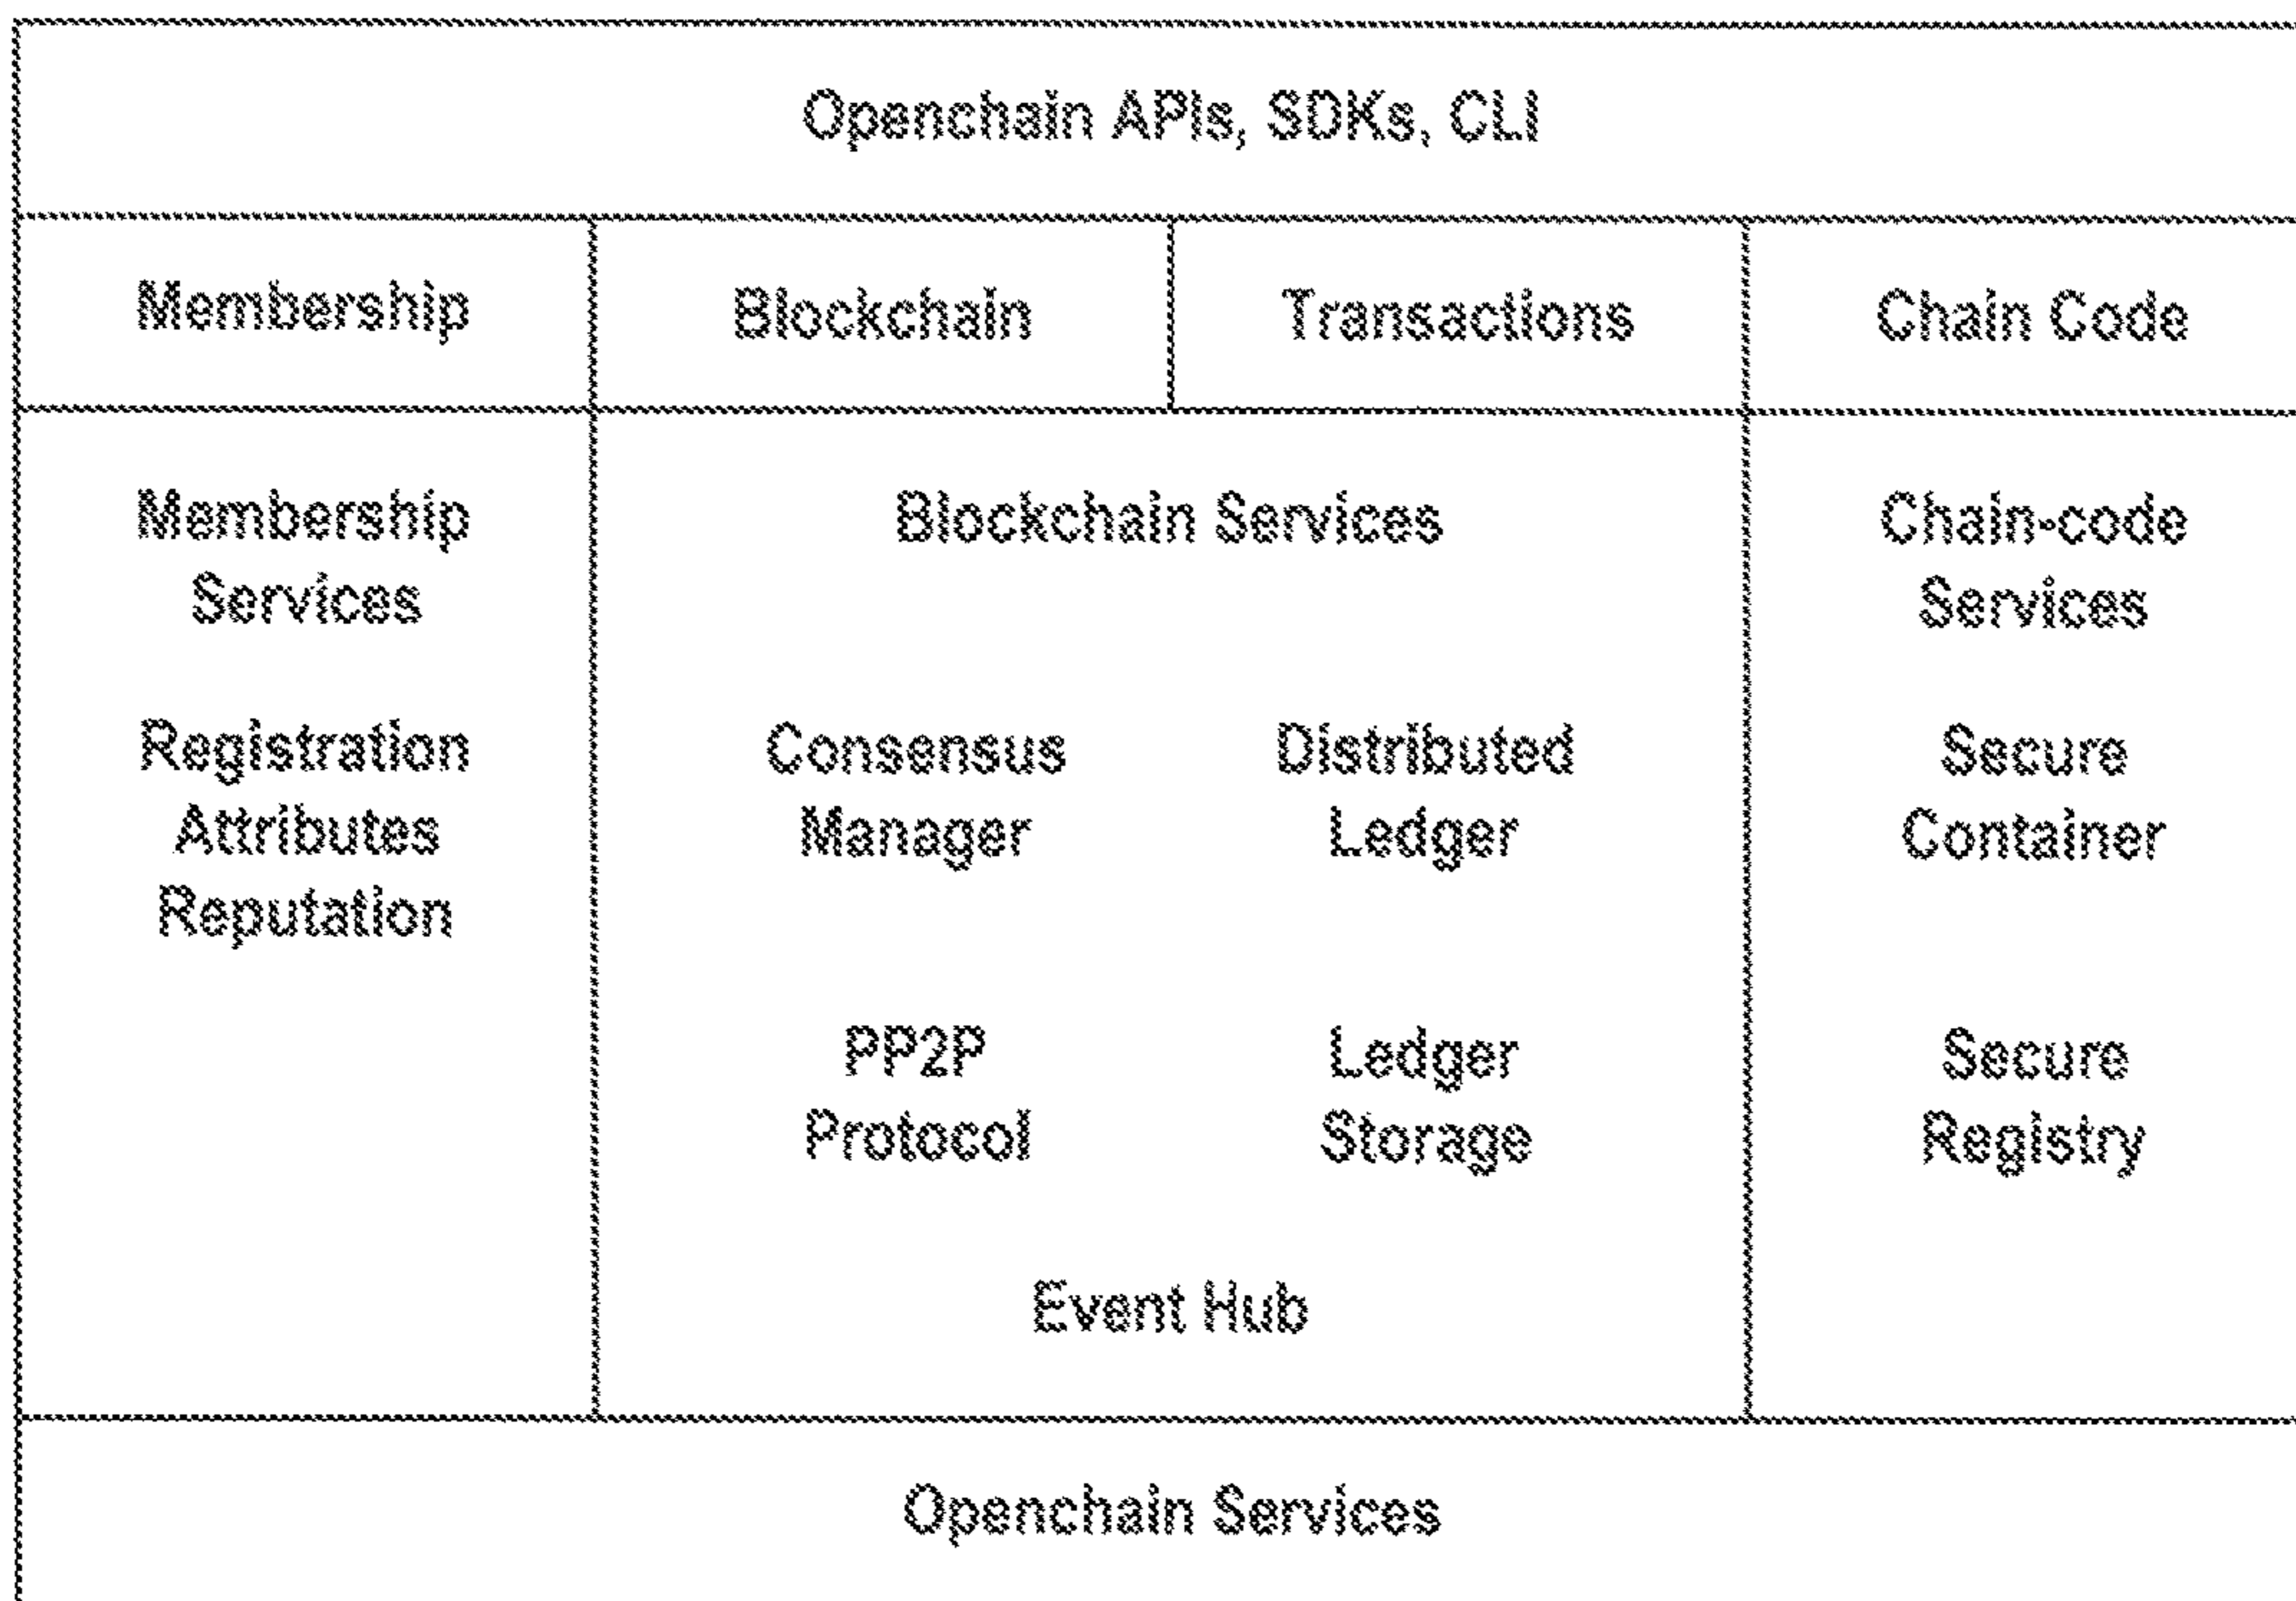 Openchain APIs, SDKs, CLI
Membership
Blockchain
Transactions
Chain Code
Membership
Services
Registration
Attributes
Reputation
Blockchain Services
Consensus
Manager
Distributed
Ledger
PP2P
Protocol
Ledger
Storage
Event Hub
Chain-code
Services
Secure
Container
Secure
Registry
Openchain Services